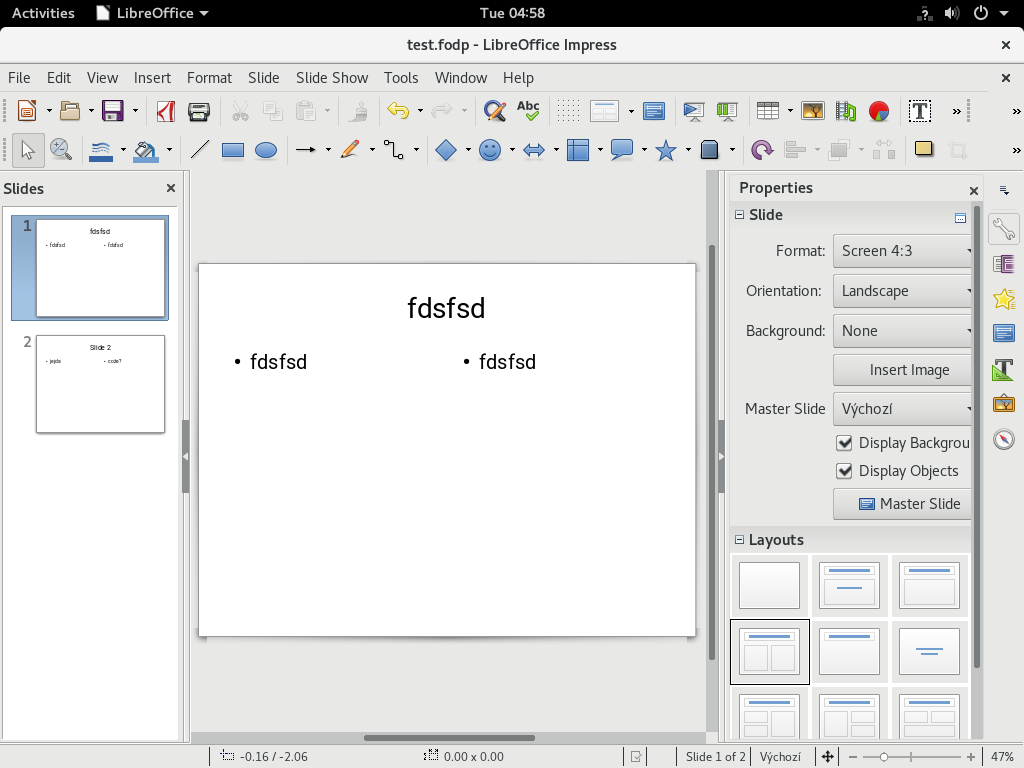 Activities LibreOffice Tue 04:58
test.fodp - LibreOffice Impress
File Edit View Insert Format Slide Slide Show Tools Window Help
Abc T
Slides
1
fdsfsd
• fdsfsd • fdsfsd
2
Slide 2
• jejda • code?
fdsfsd
• fdsfsd • fdsfsd
Properties
Slide
Format: Screen 4:3
Orientation: Landscape
Background: None
Insert Image
Master Slide Výchozí
Display Backgrou
Display Objects
Master Slide
Layouts
-0.16 / -2.06 0.00 x 0.00 Slide 1 of 2 Výchozí 47%